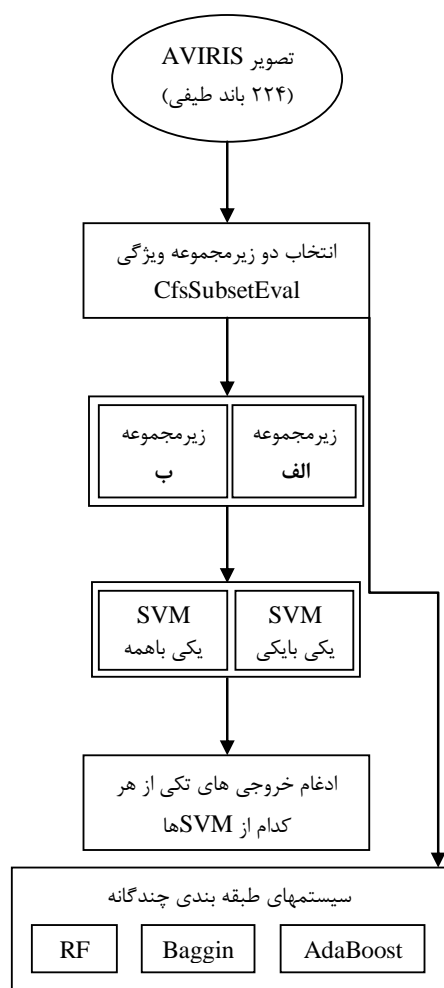 تصویر AVIRIS
(۲۲۴ باند طیفی)
انتخاب دو زیرمجموعه ویژگی
CfsSubsetEval
زیرمجموعه
الف
زیرمجموعه
ب
SVM
یکی بایکی
SVM
یکی باهمه
ادغام خروجی های تکی از هر
کدام از SVMها
سیستمهای طبقه بندی چندگانه
AdaBoost
Baggin
RF